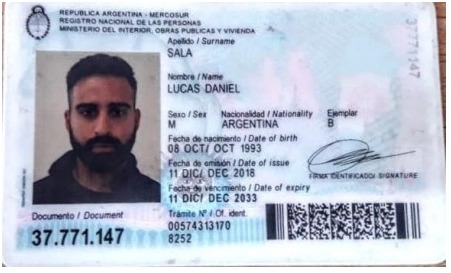 REPUBLICA ARGENTINA - MERCOSUR
REGISTRO NACIONAL DE LAS PERSONAS
MINISTERIO DEL INTERIOR, OBRAS PUBLICAS Y VIVIENDA
Apellido / Surname
SALA
Nombre / Name
LUCAS DANIEL
Sexo / Sex Nacionalidad / Nationality Ejemplar
M ARGENTINA B
Fecha de nacimiento / Date of birth
08 OCT/ OCT 1993
Fecha de emisión / Date of issue
11 DIC/ DEC 2018
FIRMA IDENTIFICADO/ SIGNATURE
Fecha de vencimiento / Date of expiry
11 DIC/ DEC 2033
Documento / Document
37.771.147
Trámite Nº / Of. ident.
00574313170
8252
37771147